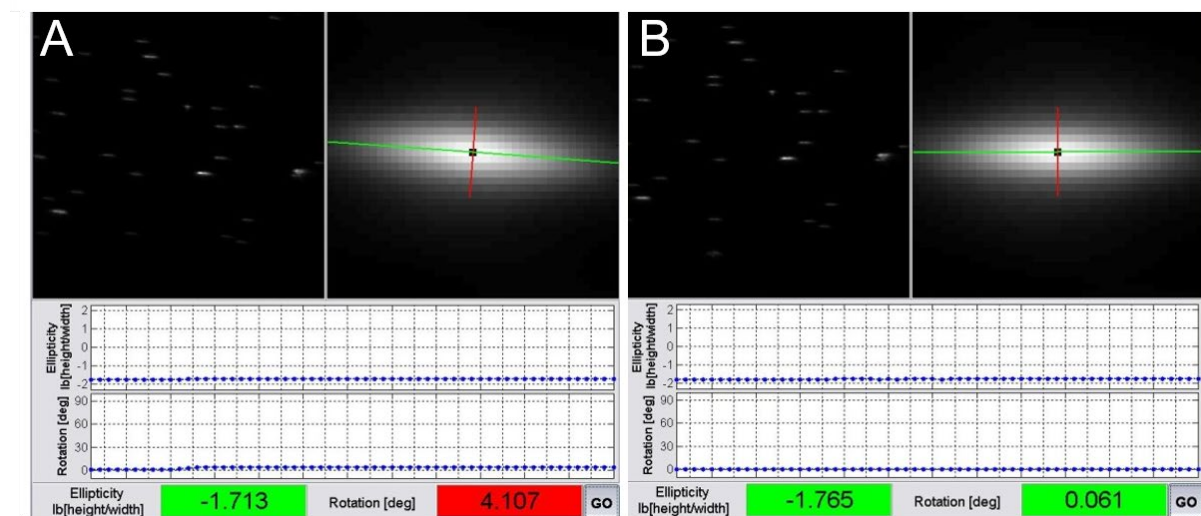 A
B
Ellipticity
lb[height/width]
2
1
0
-1
-2
Rotation [deg]
90
60
30
0
Ellipticity
lb[height/width]
-1.713
Rotation [deg]
4.107
GO
Ellipticity
lb[height/width]
2
1
0
-1
-2
Rotation [deg]
90
60
30
0
Ellipticity
lb[height/width]
-1.765
Rotation [deg]
0.061
GO